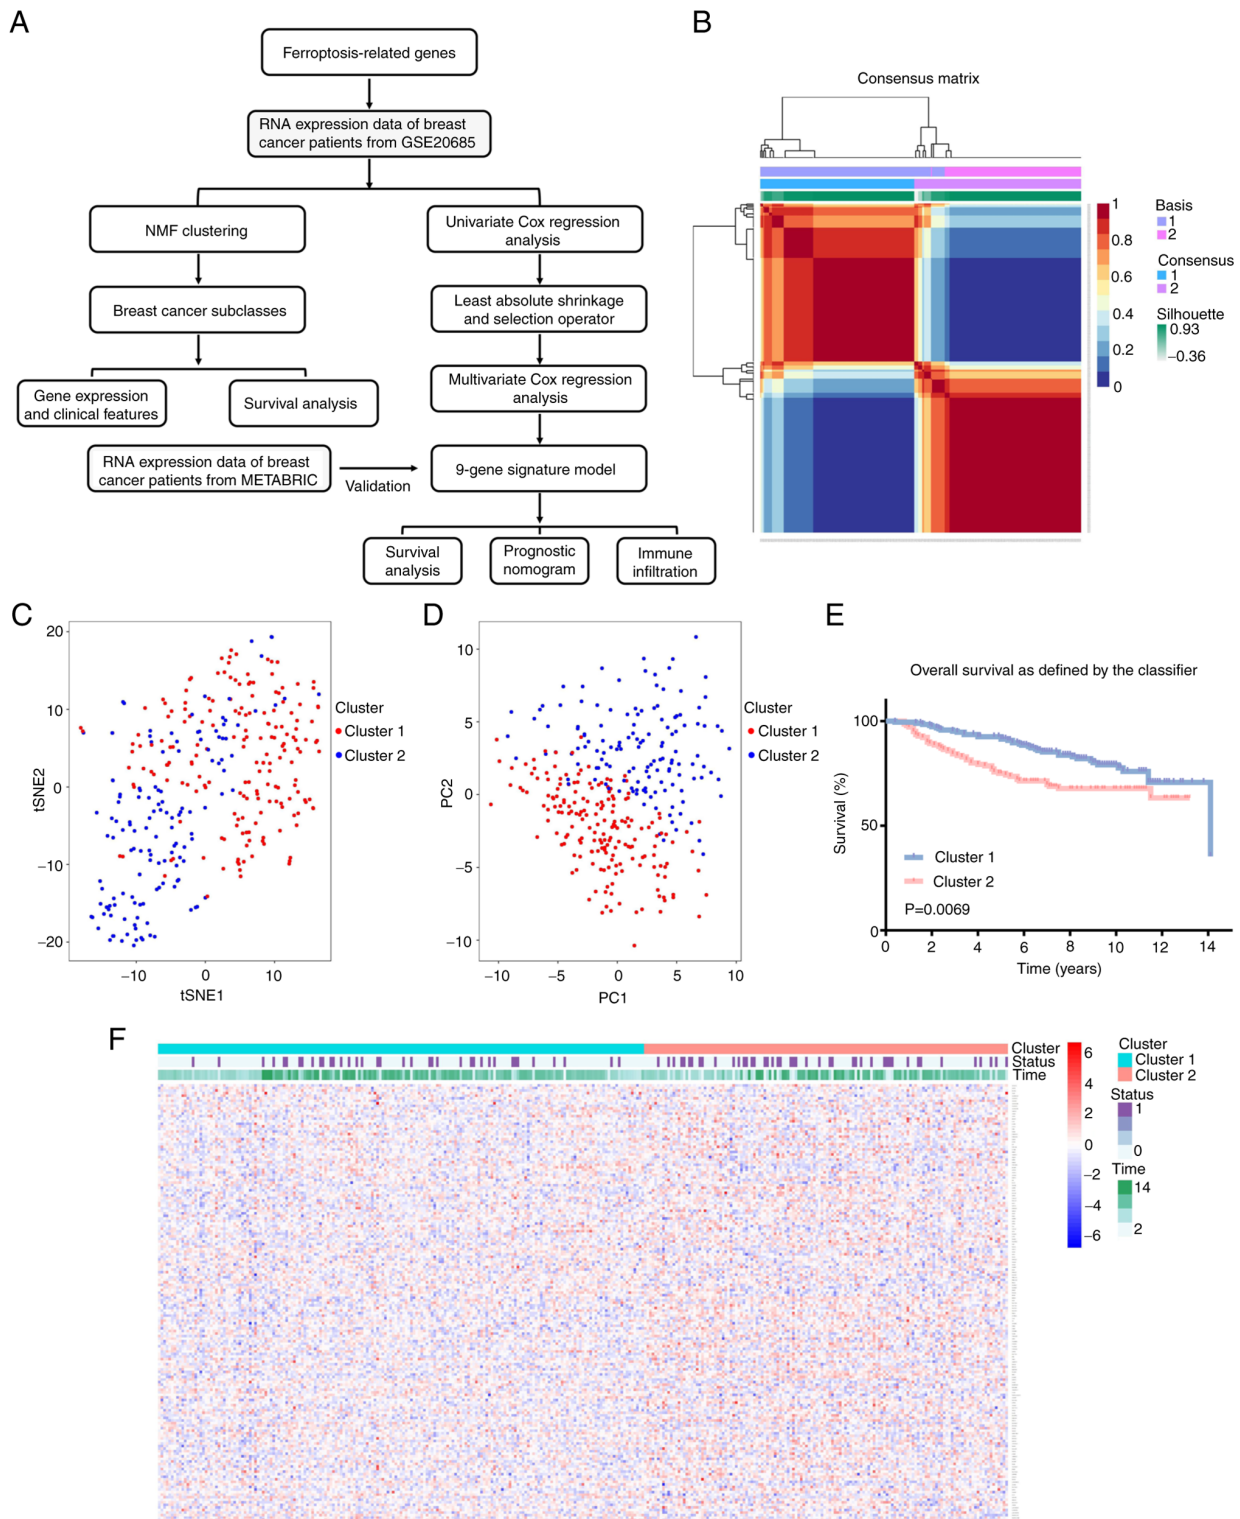 A
Ferroptosis-related genes
RNA expression data of breast
cancer patients from GSE20685
NMF clustering
Univariate Cox regression
analysis
Breast cancer subclasses
Least absolute shrinkage
and selection operator
Gene expression
and clinical features
Survival analysis
Multivariate Cox regression
analysis
RNA expression data of breast
cancer patients from METABRIC
Validation
9-gene signature model
Survival
analysis
Prognostic
nomogram
Immune
infiltration
B
Consensus matrix
1
0.8
0.6
0.4
0.2
0
Basis
1
2
Consensus
1
2
Silhouette
0.93
−0.36
C
tSNE2
20
10
0
−10
−20
−10
0
10
tSNE1
Cluster
Cluster 1
Cluster 2
D
PC2
10
5
0
−5
−10
−10
−5
0
5
10
PC1
Cluster
Cluster 1
Cluster 2
E
Overall survival as defined by the classifier
Survival (%)
100
50
0
Cluster 1
Cluster 2
P=0.0069
0
2
4
6
8
10
12
14
Time (years)
F
Cluster
Status
Time
6
4
2
0
−2
−4
−6
Cluster
Cluster 1
Cluster 2
Status
1
0
Time
14
2